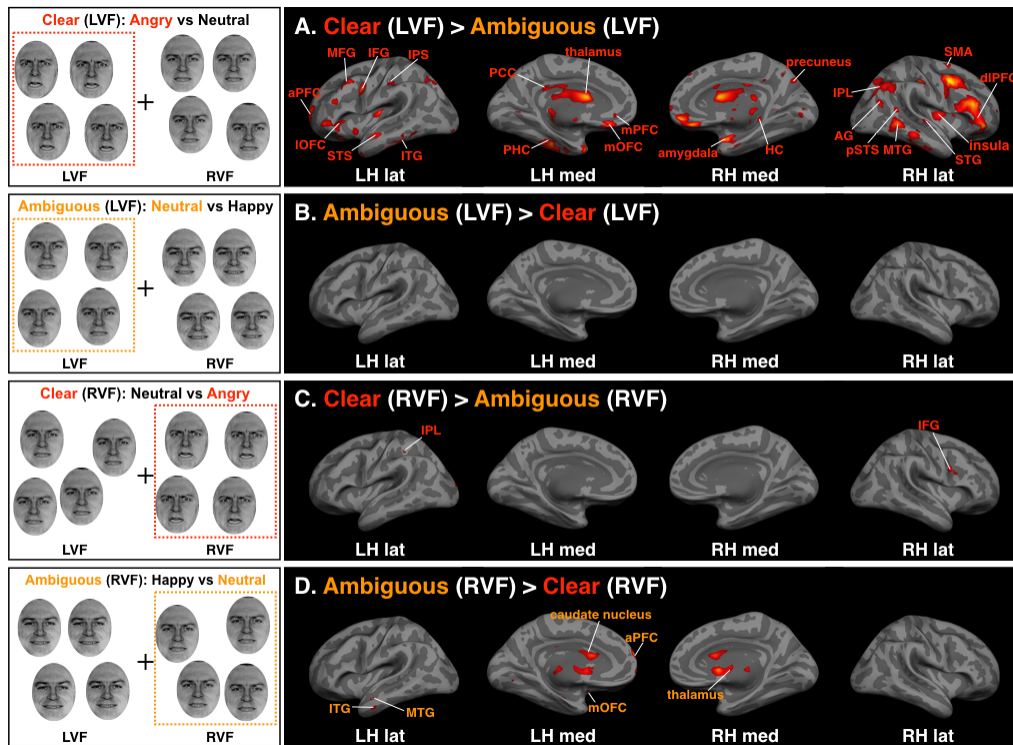 Clear (LVF): Angry vs Neutral
+
LVF
RVF
A. Clear (LVF) > Ambiguous (LVF)
MFG
IFG
IPS
aPFC
lOFC
STS
ITG
LH lat
PCC
thalamus
PHC
mPFC
mOFC
LH med
precuneus
amygdala
HC
RH med
SMA
dlPFC
IPL
AG
pSTS
MTG
STG
insula
RH lat
Ambiguous (LVF): Neutral vs Happy
+
LVF
RVF
B. Ambiguous (LVF) > Clear (LVF)
LH lat
LH med
RH med
RH lat
Clear (RVF): Neutral vs Angry
+
LVF
RVF
C. Clear (RVF) > Ambiguous (RVF)
IPL
IFG
LH lat
LH med
RH med
RH lat
Ambiguous (RVF): Happy vs Neutral
+
LVF
RVF
D. Ambiguous (RVF) > Clear (RVF)
caudate nucleus
aPFC
ITG
MTG
mOFC
thalamus
LH lat
LH med
RH med
RH lat